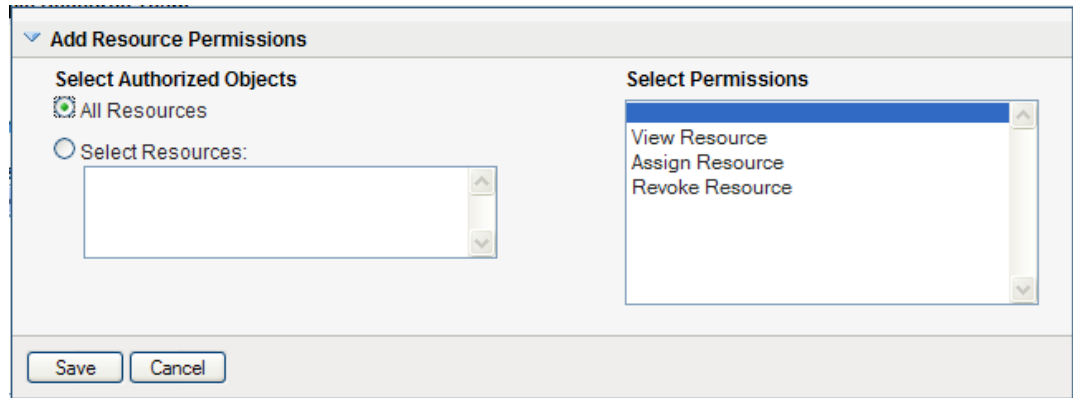 Add Resource Permissions
Select Authorized Objects
All Resources
Select Resources:
Select Permissions
View Resource
Assign Resource
Revoke Resource
Save
Cancel